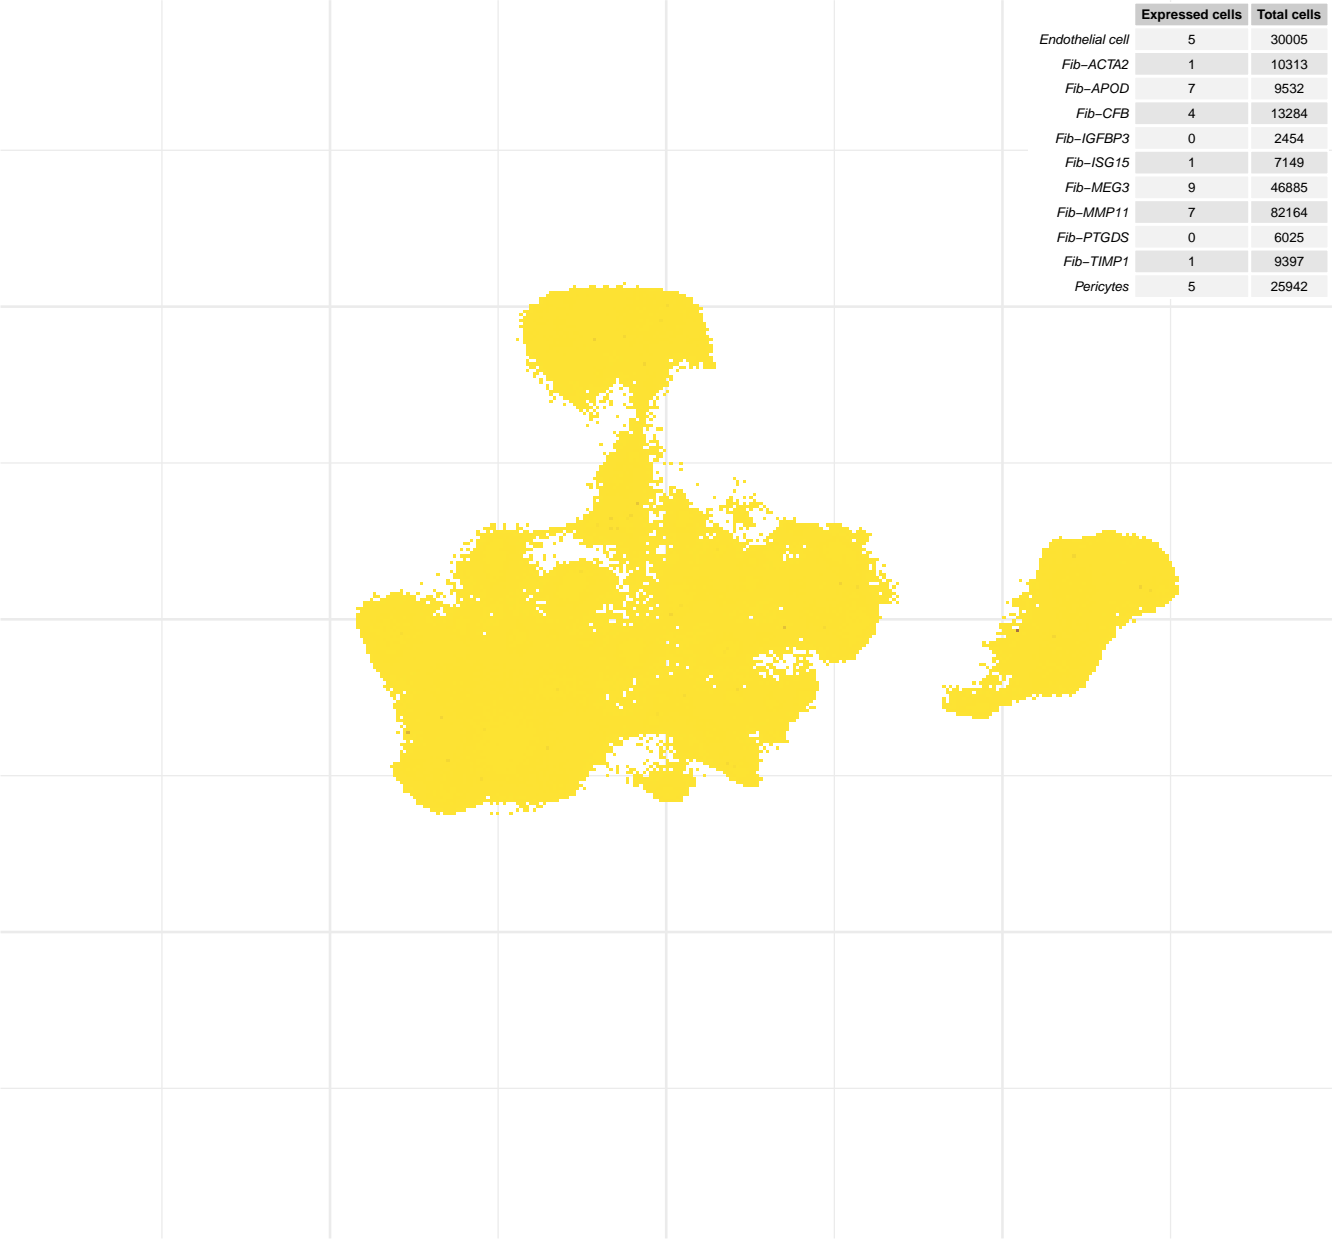 Expressed cells Total cells
Endothelial cell 5 30005
Fib−ACTA2 1 10313
Fib−APOD 7 9532
Fib−CFB 4 13284
Fib−IGFBP3 0 2454
Fib−ISG15 1 7149
Fib−MEG3 9 46885
Fib−MMP11 7 82164
Fib−PTGDS 0 6025
Fib−TIMP1 1 9397
Pericytes 5 25942